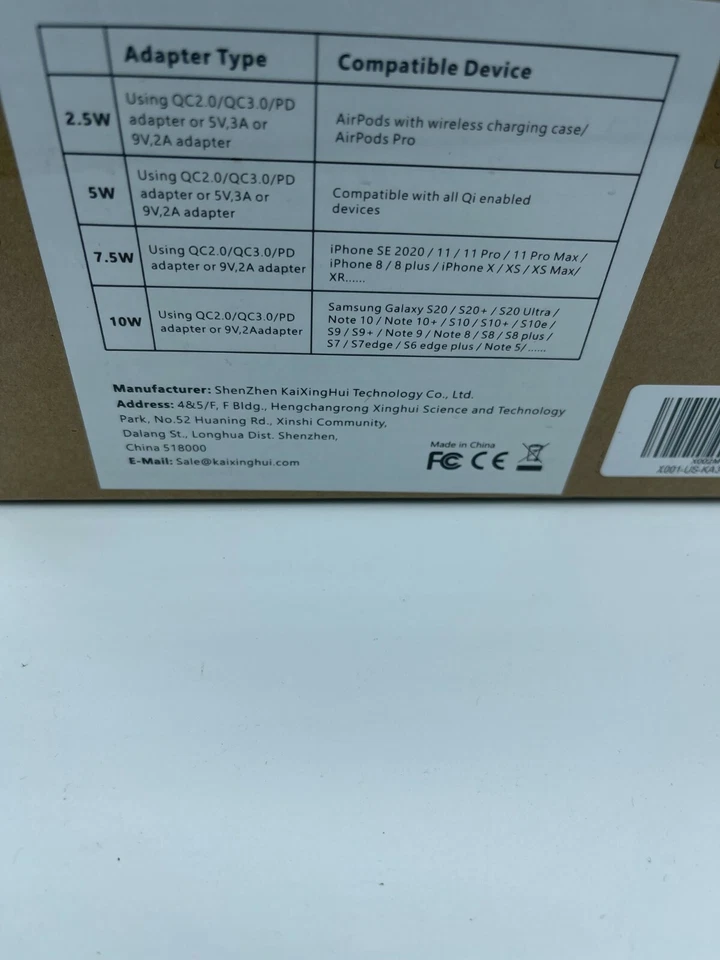 Adapter Type
Compatible Device
2.5W
Using QC2.0/QC3.0/PD
adapter or 5V,3A or
9V,2A adapter
AirPods with wireless charging case/
AirPods Pro
5W
Using QC2.0/QC3.0/PD
adapter or 5V,3A or
9V,2A adapter
Compatible with all Qi enabled
devices
7.5W
Using QC2.0/QC3.0/PD
adapter or 9V,2A adapter
iPhone SE 2020 / 11 / 11 Pro / 11 Pro Max /
iPhone 8 / 8 plus / iPhone X / XS / XS Max/
XR......
10W
Using QC2.0/QC3.0/PD
adapter or 9V,2Aadapter
Samsung Galaxy S20 / S20+ / S20 Ultra /
Note 10 / Note 10+ / S10 / S10+ / S10e /
S9 / S9+ / Note 9 / Note 8 / S8 / S8 plus /
S7 / S7edge / S6 edge plus / Note 5/ ......
Manufacturer: ShenZhen KaiXingHui Technology Co., Ltd.
Address: 4&5/F, F Bldg., Hengchangrong Xinghui Science and Technology
Park, No.52 Huaning Rd., Xinshi Community,
Dalang St., Longhua Dist. Shenzhen,
China 518000
E-Mail: Sale@kaixinghui.com
Made in China
FC CE
X002M
X001-US-KA3